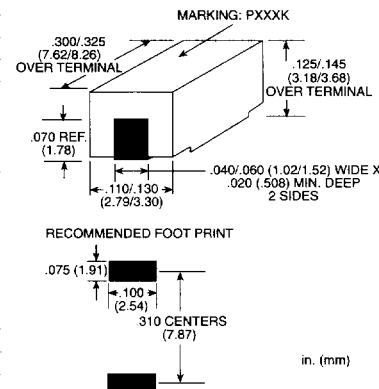 MARKING: PXXXK
.300/.325
(7.62/8.26)
OVER TERMINAL
.125/.145
(3.18/3.68)
OVER TERMINAL
.070 REF.
(1.78)
.040/.060 (1.02/1.52) WIDE X
.020 (.508) MIN. DEEP
2 SIDES
.110/.130
(2.79/3.30)
RECOMMENDED FOOT PRINT
.075 (1.91)
.100
(2.54)
.310 CENTERS
(7.87)
in. (mm)